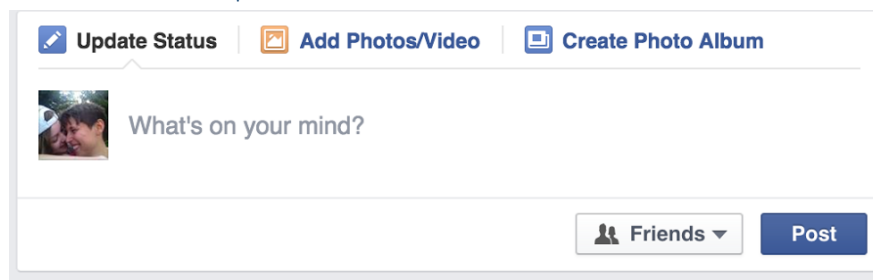 Update Status Add Photos/Video Create Photo Album
What's on your mind?
Friends Post